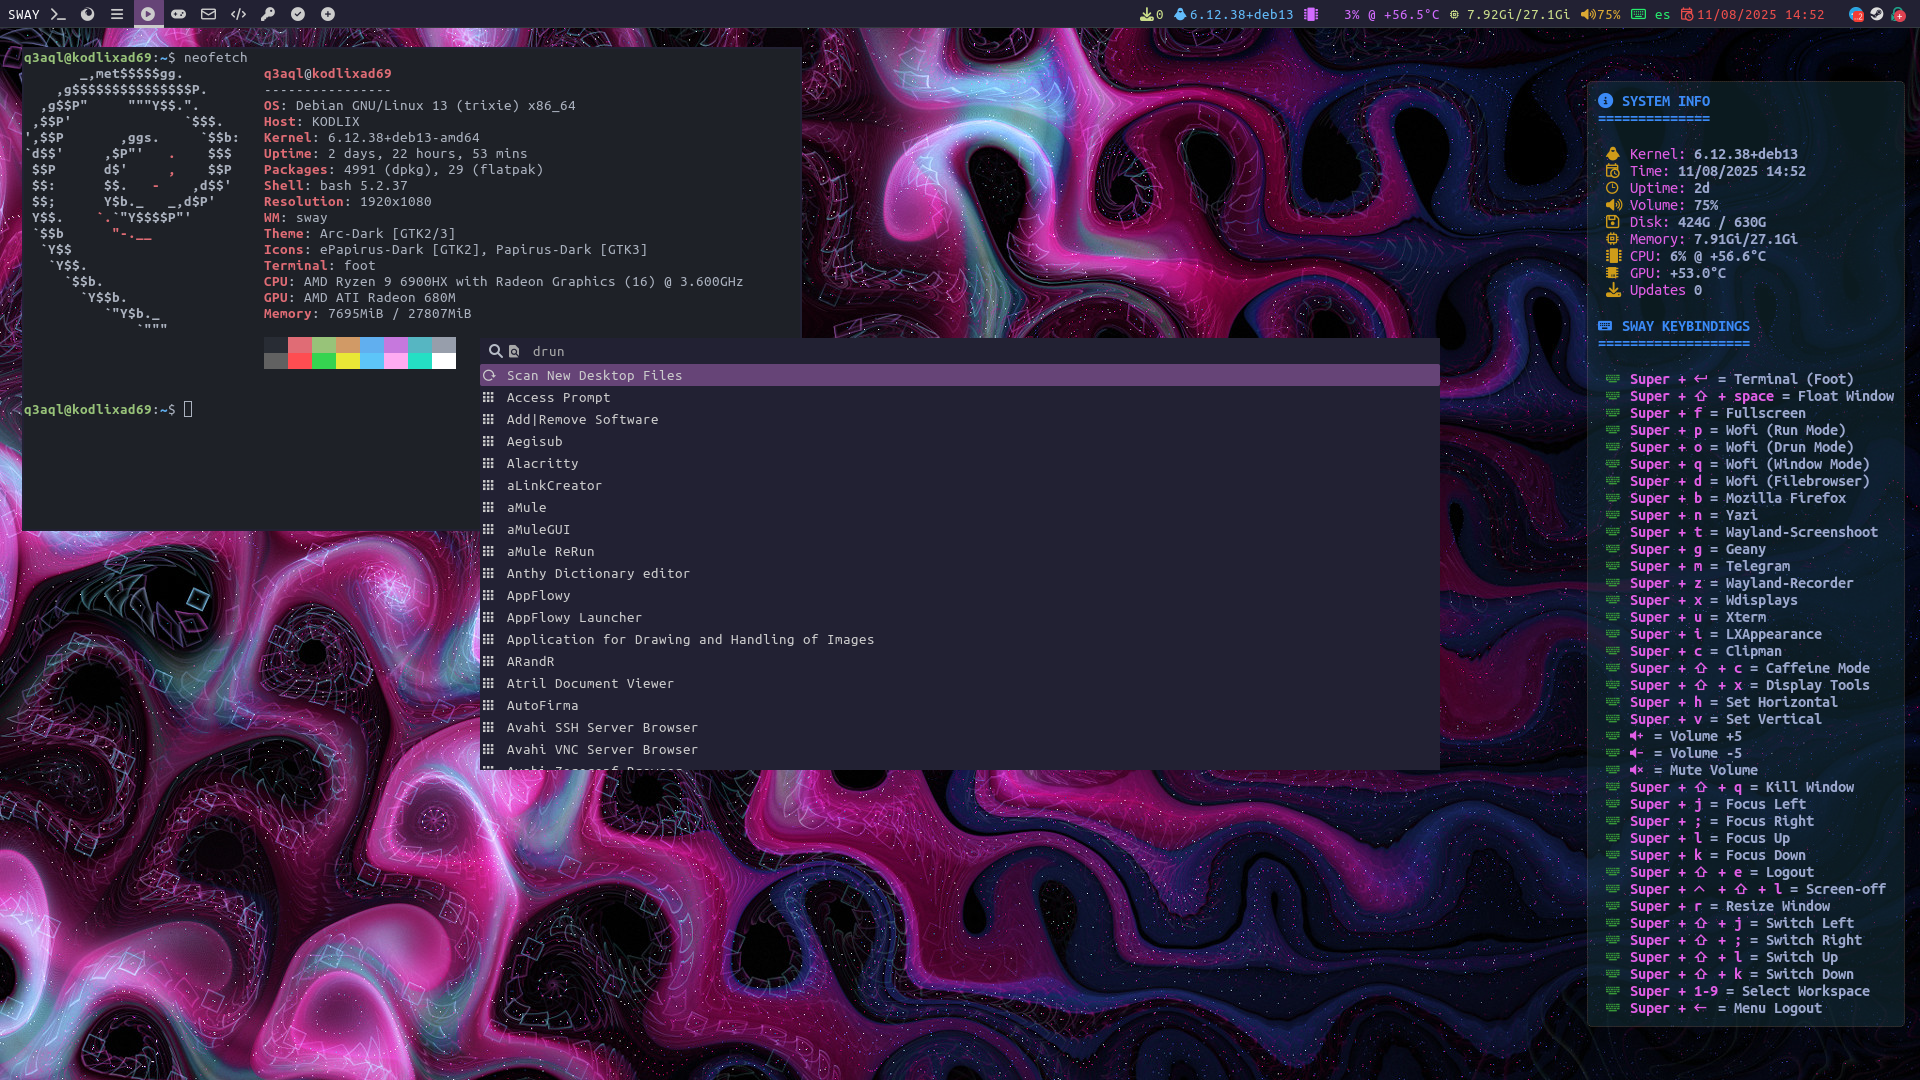 SWAY
0 6.12.38+deb13 3% @ +56.5°C 7.92Gi/27.1Gi 75% es 11/08/2025 14:52
q3aql@kodlixad69:~$ neofetch
_,met$$$$$gg.
,g$$$$$$$$$$$$$$$P.
,g$$P" """Y$$.".
,$$P' `$$$.
',$$P ,ggs. `$$b:
`d$$' ,$P"' . $$$
$$P d$' , $$P
$$: $$. - ,d$$'
$$; Y$b._ _,d$P'
Y$$. `.`"Y$$$$P"'
`$$b "-.__
`Y$$
`Y$$.
`$$b.
`Y$$b.
`"Y$b._
`"""
q3aql@kodlixad69
----------------
OS: Debian GNU/Linux 13 (trixie) x86_64
Host: KODLIX
Kernel: 6.12.38+deb13-amd64
Uptime: 2 days, 22 hours, 53 mins
Packages: 4991 (dpkg), 29 (flatpak)
Shell: bash 5.2.37
Resolution: 1920x1080
WM: sway
Theme: Arc-Dark [GTK2/3]
Icons: ePapirus-Dark [GTK2], Papirus-Dark [GTK3]
Terminal: foot
CPU: AMD Ryzen 9 6900HX with Radeon Graphics (16) @ 3.600GHz
GPU: AMD ATI Radeon 680M
Memory: 7695MiB / 27807MiB
q3aql@kodlixad69:~$
drun
Scan New Desktop Files
Access Prompt
Add|Remove Software
Aegisub
Alacritty
aLinkCreator
aMule
aMuleGUI
aMule ReRun
Anthy Dictionary editor
AppFlowy
AppFlowy Launcher
Application for Drawing and Handling of Images
ARandR
Atril Document Viewer
AutoFirma
Avahi SSH Server Browser
Avahi VNC Server Browser
SYSTEM INFO
==============
Kernel: 6.12.38+deb13
Time: 11/08/2025 14:52
Uptime: 2d
Volume: 75%
Disk: 424G / 630G
Memory: 7.91Gi/27.1Gi
CPU: 6% @ +56.6°C
GPU: +53.0°C
Updates 0
SWAY KEYBINDINGS
===================
Super + ↵ = Terminal (Foot)
Super + ⇧ + space = Float Window
Super + f = Fullscreen
Super + p = Wofi (Run Mode)
Super + o = Wofi (Drun Mode)
Super + q = Wofi (Window Mode)
Super + d = Wofi (Filebrowser)
Super + b = Mozilla Firefox
Super + n = Yazi
Super + t = Wayland-Screenshoot
Super + g = Geany
Super + m = Telegram
Super + z = Wayland-Recorder
Super + x = Wdisplays
Super + u = Xterm
Super + i = LXAppearance
Super + c = Clipman
Super + ⇧ + c = Caffeine Mode
Super + ⇧ + x = Display Tools
Super + h = Set Horizontal
Super + v = Set Vertical
= Volume +5
= Volume -5
= Mute Volume
Super + ⇧ + q = Kill Window
Super + j = Focus Left
Super + ; = Focus Right
Super + l = Focus Up
Super + k = Focus Down
Super + ⇧ + e = Logout
Super + ^ + ⇧ + l = Screen-off
Super + r = Resize Window
Super + ⇧ + j = Switch Left
Super + ⇧ + ; = Switch Right
Super + ⇧ + l = Switch Up
Super + ⇧ + k = Switch Down
Super + 1-9 = Select Workspace
Super + ← = Menu Logout